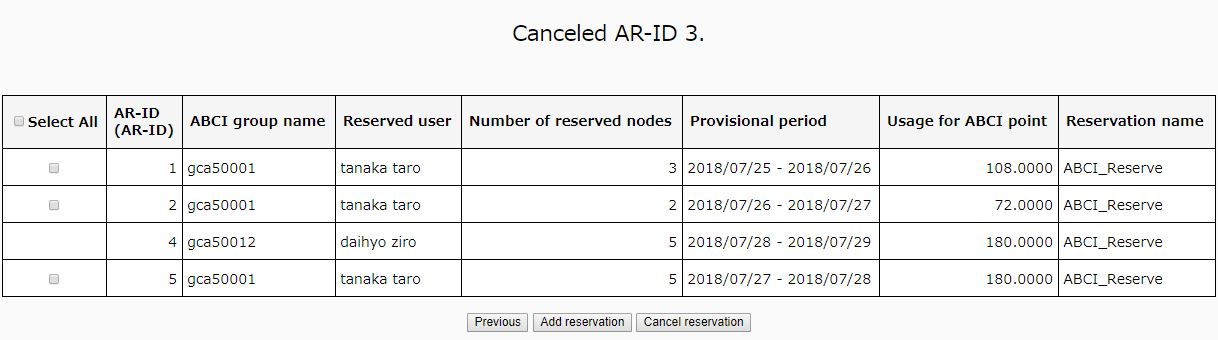 Canceled AR-ID 3.
Select All AR-ID (AR-ID) ABCI group name Reserved user Number of reserved nodes Provisional period Usage for ABCI point Reservation name
1 gca50001 tanaka taro 3 2018/07/25 - 2018/07/26 108.0000 ABCI_Reserve
2 gca50001 tanaka taro 2 2018/07/26 - 2018/07/27 72.0000 ABCI_Reserve
4 gca50012 daihyo ziro 5 2018/07/28 - 2018/07/29 180.0000 ABCI_Reserve
5 gca50001 tanaka taro 5 2018/07/27 - 2018/07/28 180.0000 ABCI_Reserve
Previous Add reservation Cancel reservation